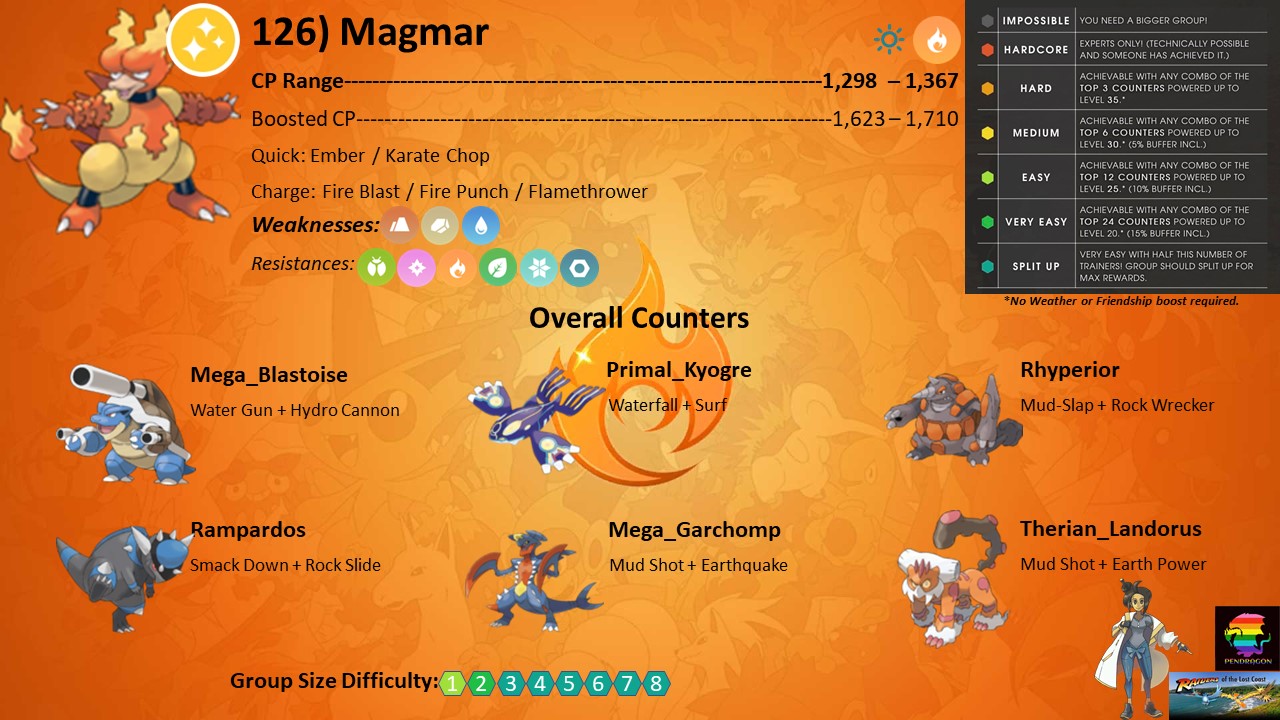 126) Magmar
CP Range--------------------------------------------------------------------1,298 – 1,367
Boosted CP--------------------------------------------------------------------1,623 – 1,710
Quick: Ember / Karate Chop
Charge: Fire Blast / Fire Punch / Flamethrower
Weaknesses:
Resistances:
IMPOSSIBLE YOU NEED A BIGGER GROUP!
HARDCORE EXPERTS ONLY! (TECHNICALLY POSSIBLE
AND SOMEONE HAS ACHIEVED IT.)
HARD ACHIEVABLE WITH ANY COMBO OF THE
TOP 3 COUNTERS POWERED UP TO
LEVEL 35.*
MEDIUM ACHIEVABLE WITH ANY COMBO OF THE
TOP 6 COUNTERS POWERED UP TO
LEVEL 30.* (5% BUFFER INCL.)
EASY ACHIEVABLE WITH ANY COMBO OF THE
TOP 12 COUNTERS POWERED UP TO
LEVEL 25.* (10% BUFFER INCL.)
VERY EASY ACHIEVABLE WITH ANY COMBO OF THE
TOP 24 COUNTERS POWERED UP TO
LEVEL 20.* (15% BUFFER INCL.)
SPLIT UP VERY EASY WITH HALF THIS NUMBER OF
TRAINERS! GROUP SHOULD SPLIT UP FOR
MAX REWARDS.
*No Weather or Friendship boost required.
Overall Counters
Mega_Blastoise
Water Gun + Hydro Cannon
Primal_Kyogre
Waterfall + Surf
Rhyperior
Mud-Slap + Rock Wrecker
Rampardos
Smack Down + Rock Slide
Mega_Garchomp
Mud Shot + Earthquake
Therian_Landorus
Mud Shot + Earth Power
Group Size Difficulty: 1 2 3 4 5 6 7 8
PENDRAGON
RAIDERS of the Lost Coast